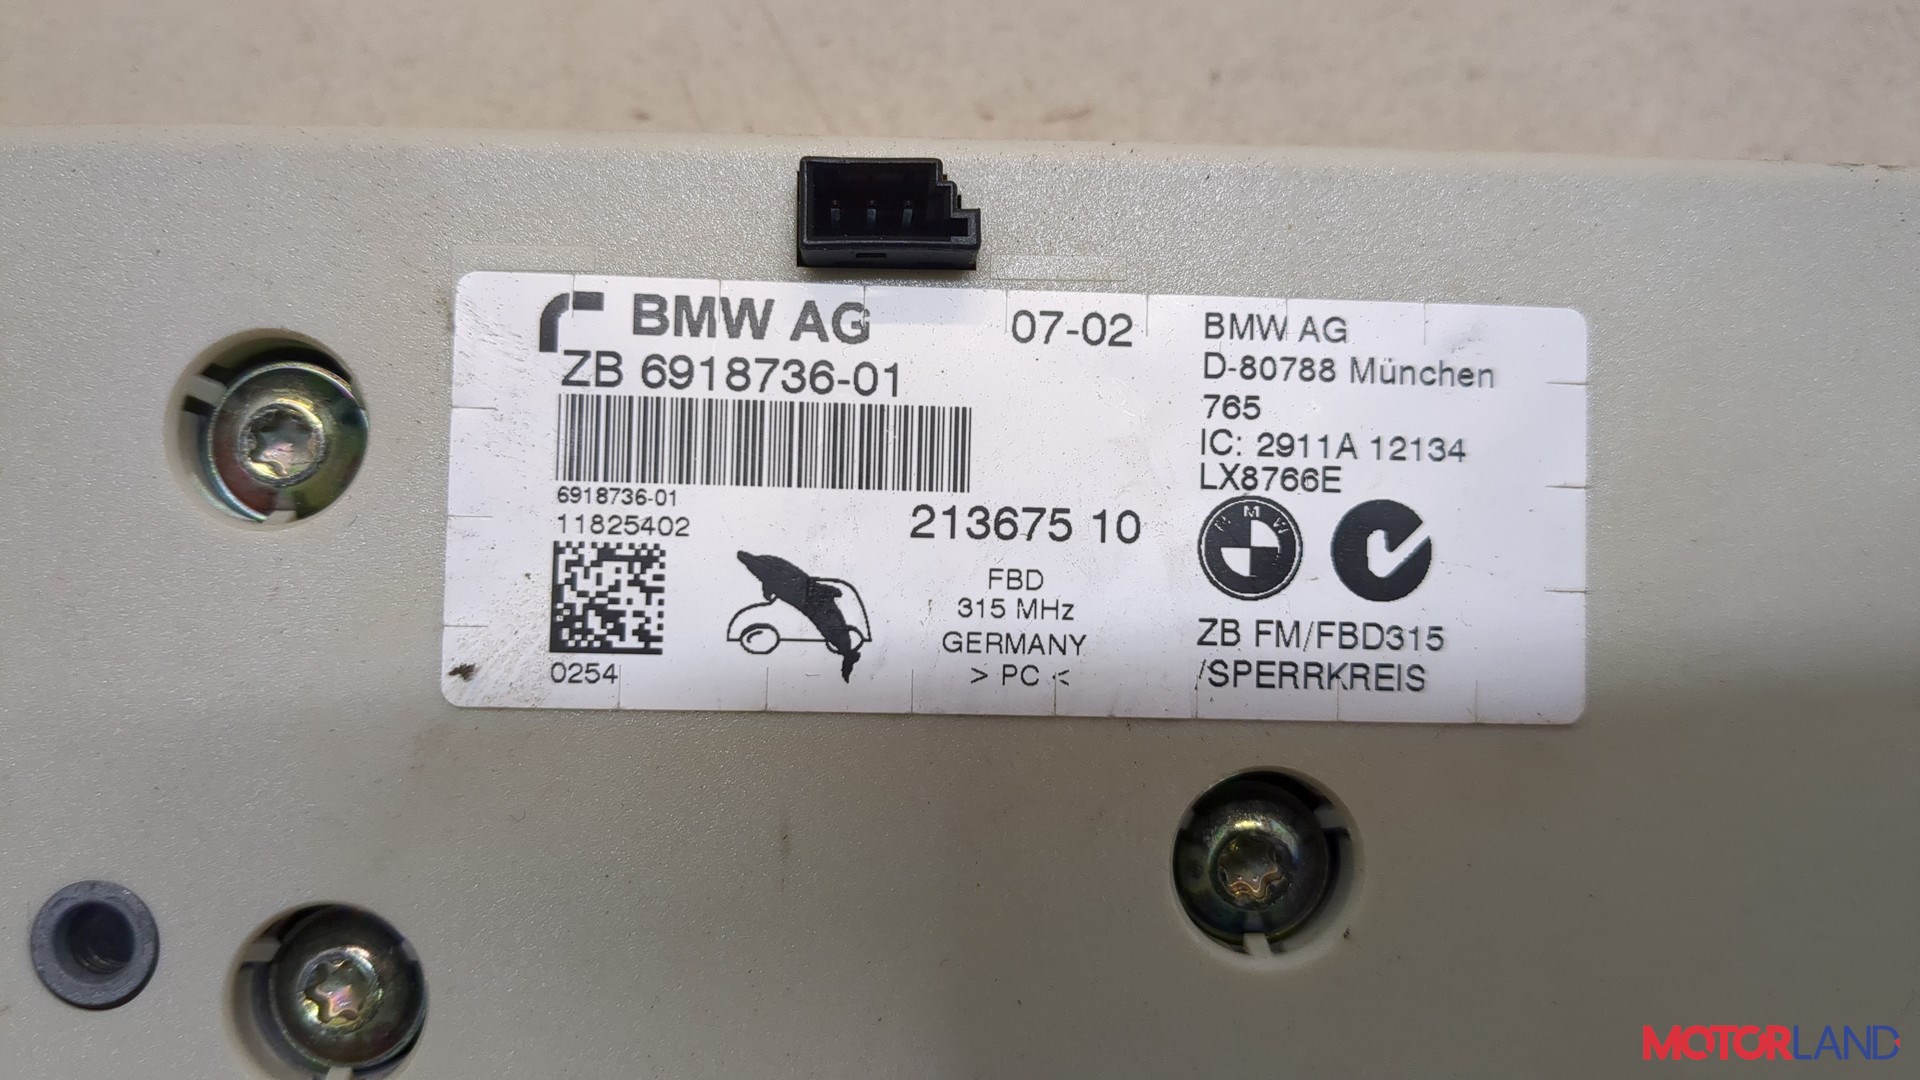 BMW AG 07-02
ZB 6918736-01
6918736-01
11825402
213675 10
FBD
315 MHz
GERMANY
> PC <
0254
BMW AG
D-80788 München
765
IC: 2911A 12134
LX8766E
BMW
ZB FM/FBD315
/SPERRKREIS
MOTORLAND